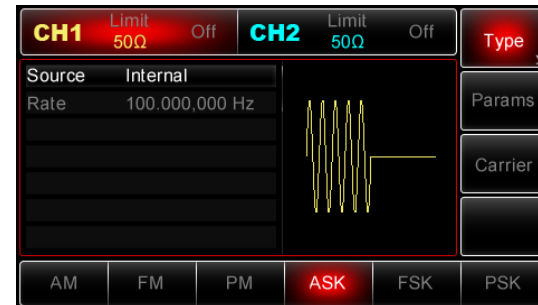 CH1 Limit Off CH2 Limit Off Type
50Ω 50Ω
Source Internal
Rate 100.000,000 Hz Params
Carrier
AM FM PM ASK FSK PSK